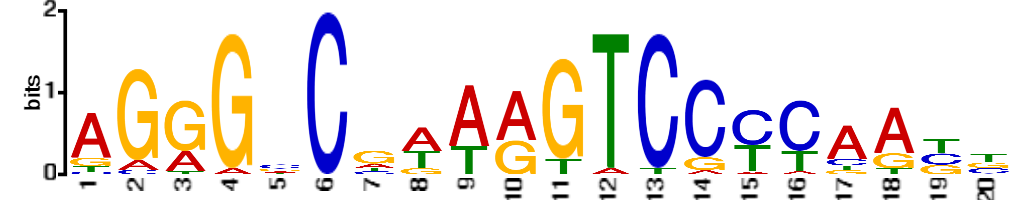 2
bits
1
0
A G G G C G A A A G T C C C C A A T T
G A A A A T T G T A T G T T C G C G
T T G A T G C
1 2 3 4 5 6 7 8 9 10 11 12 13 14 15 16 17 18 19 20